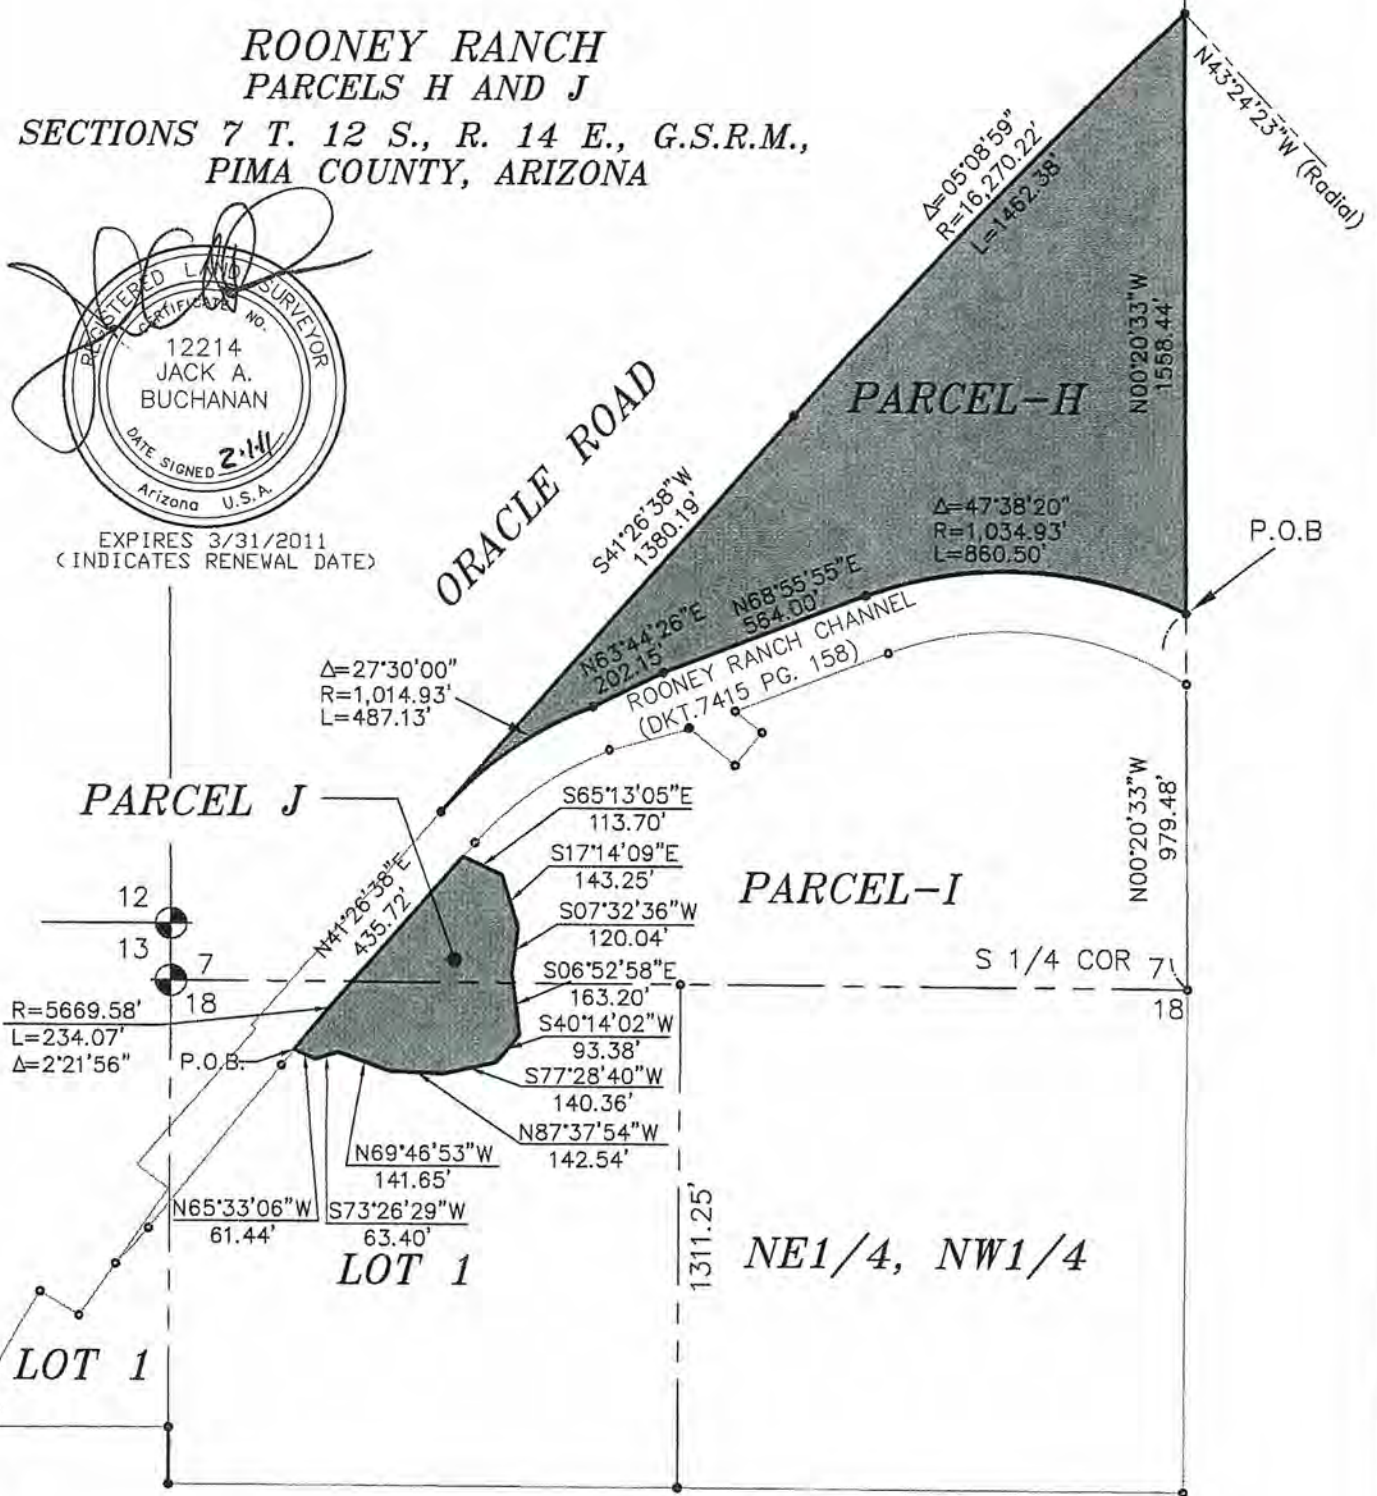 ROONEY RANCH
PARCELS H AND J
SECTIONS 7 T. 12 S., R. 14 E., G.S.R.M.,
PIMA COUNTY, ARIZONA
REGISTERED LAND SURVEYOR
CERTIFICATE NO.
12214
JACK A.
BUCHANAN
DATE SIGNED 2·1·11
Arizona U.S.A.
EXPIRES 3/31/2011
(INDICATES RENEWAL DATE)
N43°24'23"W (Radial)
Δ=05°08'59"
R=16,270.22'
L=1462.38'
N00°20'33"W
1558.44'
PARCEL-H
ORACLE ROAD
S41°26'38"W
1380.19'
Δ=47°38'20"
R=1,034.93'
L=860.50'
P.O.B
N63°44'26"E
202.15'
N68°55'55"E
564.00'
ROONEY RANCH CHANNEL
(DKT.7415 PG. 158)
Δ=27°30'00"
R=1,014.93'
L=487.13'
PARCEL J
S65°13'05"E
113.70'
S17°14'09"E
143.25'
S07°32'36"W
120.04'
S06°52'58"E
163.20'
S40°14'02"W
93.38'
S77°28'40"W
140.36'
N87°37'54"W
142.54'
N69°46'53"W
141.65'
S73°26'29"W
63.40'
N65°33'06"W
61.44'
N41°26'38"E
435.72'
PARCEL-I
N00°20'33"W
979.48'
12
13
7
18
S 1/4 COR
7
18
R=5669.58'
L=234.07'
Δ=2°21'56"
P.O.B.
1311.25'
LOT 1
NE1/4, NW1/4
LOT 1